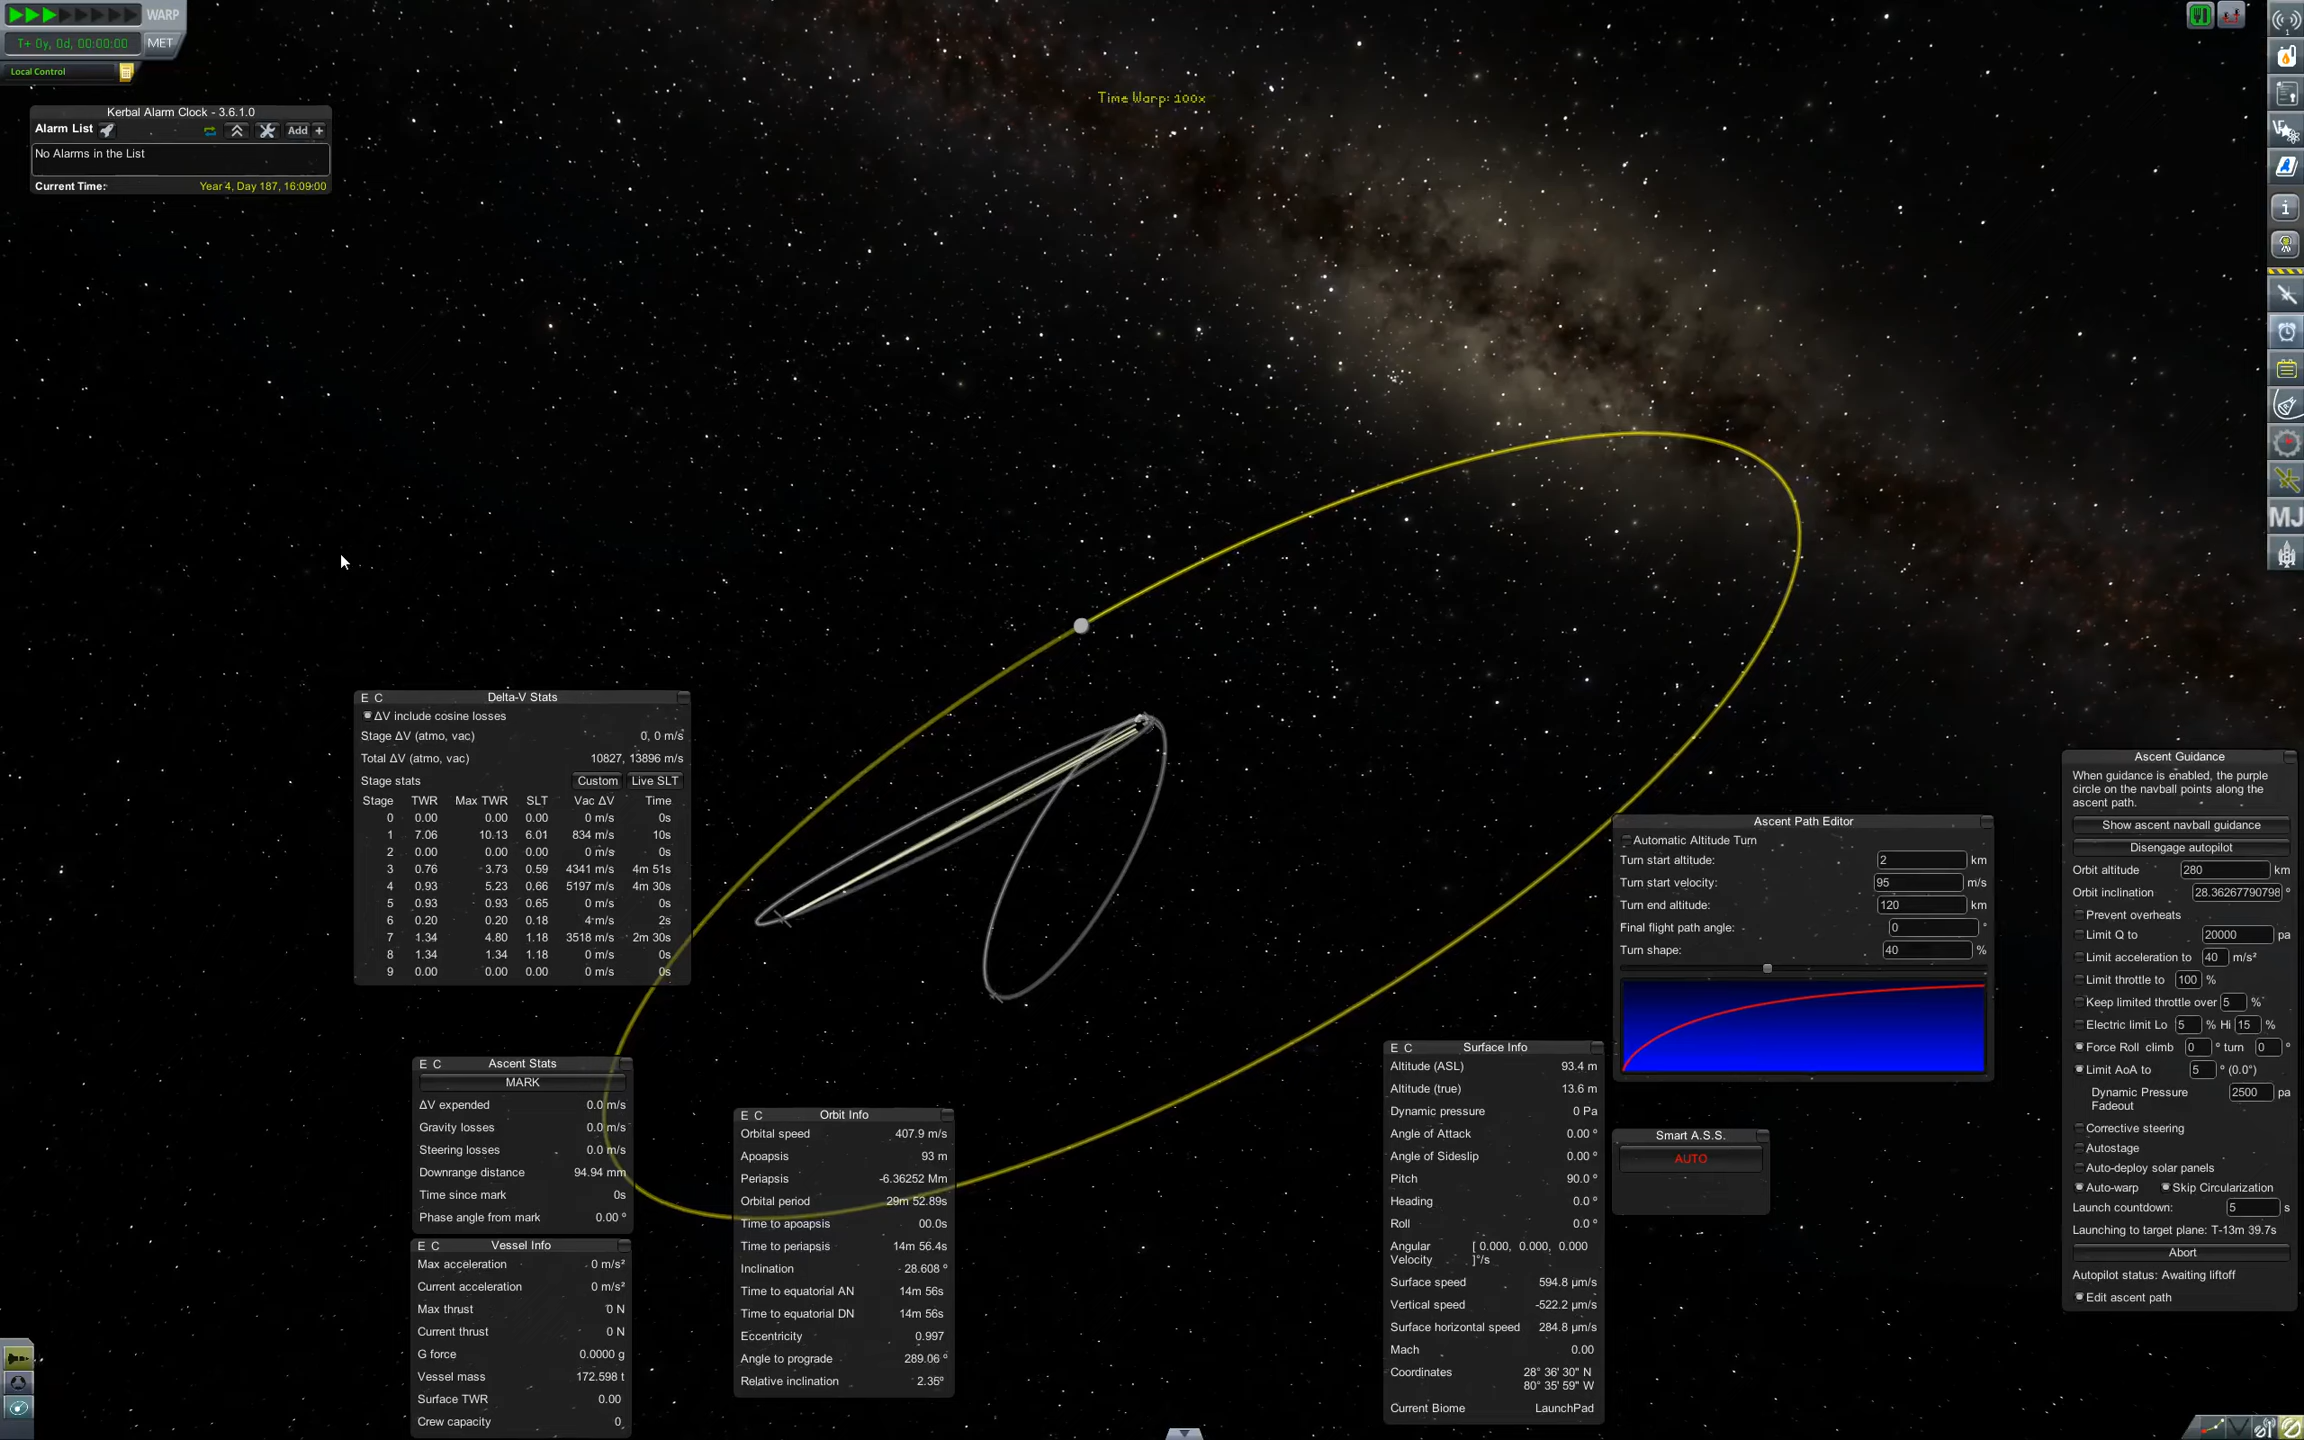 WARP
T+ 0y, 0d, 00:00:00 MET
Local Control
Time Warp: 100x
Kerbal Alarm Clock - 3.6.1.0
Alarm List Add +
No Alarms in the List
Current Time: Year 4, Day 187, 16:09:00
1
A
i
MJ
E C Delta-V Stats
ΔV include cosine losses
Stage ΔV (atmo, vac) 0, 0 m/s
Total ΔV (atmo, vac) 10827, 13896 m/s
Stage stats Custom Live SLT
Stage TWR Max TWR SLT Vac ΔV Time
0 0.00 0.00 0.00 0 m/s 0s
1 7.06 10.13 6.01 834 m/s 10s
2 0.00 0.00 0.00 0 m/s 0s
3 0.76 3.73 0.59 4341 m/s 4m 51s
4 0.93 5.23 0.66 5197 m/s 4m 30s
5 0.93 0.93 0.65 0 m/s 0s
6 0.20 0.20 0.18 4 m/s 2s
7 1.34 4.80 1.18 3518 m/s 2m 30s
8 1.34 1.34 1.18 0 m/s 0s
9 0.00 0.00 0.00 0 m/s 0s
E C Ascent Stats
MARK
ΔV expended 0.0 m/s
Gravity losses 0.0 m/s
Steering losses 0.0 m/s
Downrange distance 94.94 mm
Time since mark 0s
Phase angle from mark 0.00 º
E C Vessel Info
Max acceleration 0 m/s²
Current acceleration 0 m/s²
Max thrust 0 N
Current thrust 0 N
G force 0.0000 g
Vessel mass 172.598 t
Surface TWR 0.00
Crew capacity 0
E C Orbit Info
Orbital speed 407.9 m/s
Apoapsis 93 m
Periapsis -6.36252 Mm
Orbital period 29m 52.89s
Time to apoapsis 00.0s
Time to periapsis 14m 56.4s
Inclination 28.608 º
Time to equatorial AN 14m 56s
Time to equatorial DN 14m 56s
Eccentricity 0.997
Angle to prograde 289.06 º
Relative inclination 2.36º
E C Surface Info
Altitude (ASL) 93.4 m
Altitude (true) 13.6 m
Dynamic pressure 0 Pa
Angle of Attack 0.00 º
Angle of Sideslip 0.00 º
Pitch 90.0 º
Heading 0.0 º
Roll 0.0 º
Angular Velocity [ 0.000, 0.000, 0.000 ]°/s
Surface speed 594.8 μm/s
Vertical speed -522.2 μm/s
Surface horizontal speed 284.8 μm/s
Mach 0.00
Coordinates 28° 36' 30" N
80° 35' 59" W
Current Biome LaunchPad
Ascent Path Editor
Automatic Altitude Turn
Turn start altitude: 2 km
Turn start velocity: 95 m/s
Turn end altitude: 120 km
Final flight path angle: 0 °
Turn shape: 40 %
Smart A.S.S.
AUTO
Ascent Guidance
When guidance is enabled, the purple
circle on the navball points along the
ascent path.
Show ascent navball guidance
Disengage autopilot
Orbit altitude 280 km
Orbit inclination 28.36267790798 º
Prevent overheats
Limit Q to 20000 pa
Limit acceleration to 40 m/s²
Limit throttle to 100 %
Keep limited throttle over 5 %
Electric limit Lo 5 % Hi 15 %
Force Roll climb 0 º turn 0 º
Limit AoA to 5 º (0.0°)
Dynamic Pressure Fadeout 2500 pa
Corrective steering
Autostage
Auto-deploy solar panels
Auto-warp Skip Circularization
Launch countdown: 5 s
Launching to target plane: T-13m 39.7s
Abort
Autopilot status: Awaiting liftoff
Edit ascent path